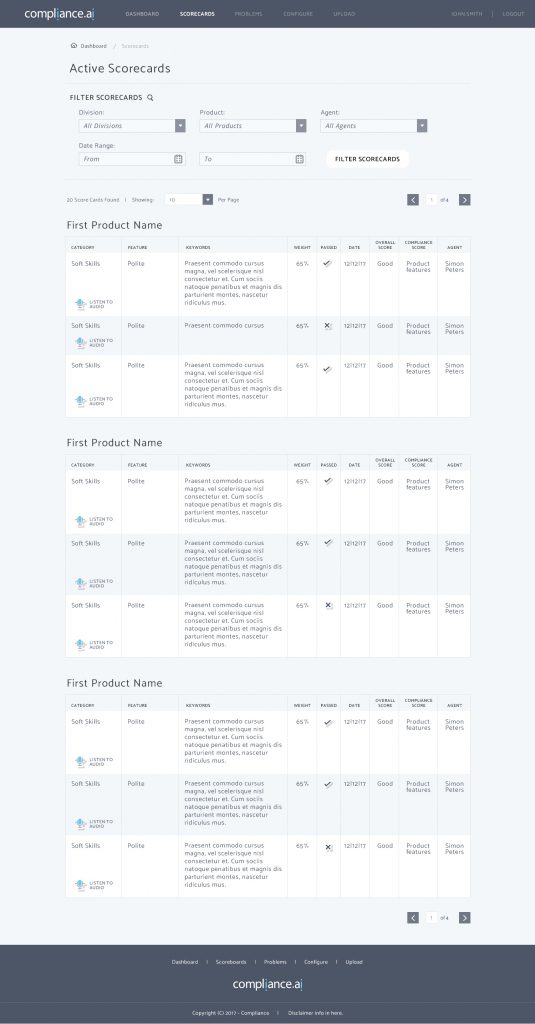 compliance.ai DASHBOARD SCORECARDS PROBLEMS CONFIGURE UPLOAD JOHN SMITH | LOGOUT
Dashboard / Scorecards
Active Scorecards
FILTER SCORECARDS
Division: Product: Agent:
All Divisions All Products All Agents
Date Range:
From To FILTER SCORECARDS
20 Score Cards Found | Showing: 10 Per Page 1 of 4
First Product Name
CATEGORY FEATURE KEYWORDS WEIGHT PASSED DATE OVERALL SCORE COMPLIANCE SCORE AGENT
Soft Skills Polite Praesent commodo cursus 65% 12|12|17 Good Product Simon
magna, vel scelerisque nisl features Peters
consectetur et. Cum sociis
natoque penatibus et magnis dis
parturient montes, nascetur
LISTEN TO ridiculus mus.
AUDIO
Soft Skills Polite Praesent commodo cursus 65% 12|12|17 Good Product Simon
features Peters
LISTEN TO
AUDIO
Soft Skills Polite Praesent commodo cursus 65% 12|12|17 Good Product Simon
magna, vel scelerisque nisl features Peters
consectetur et. Cum sociis
natoque penatibus et magnis dis
parturient montes, nascetur
LISTEN TO ridiculus mus.
AUDIO
First Product Name
CATEGORY FEATURE KEYWORDS WEIGHT PASSED DATE OVERALL SCORE COMPLIANCE SCORE AGENT
Soft Skills Polite Praesent commodo cursus 65% 12|12|17 Good Product Simon
magna, vel scelerisque nisl features Peters
consectetur et. Cum sociis
natoque penatibus et magnis dis
parturient montes, nascetur
LISTEN TO ridiculus mus.
AUDIO
Soft Skills Polite Praesent commodo cursus 65% 12|12|17 Good Product Simon
magna, vel scelerisque nisl features Peters
consectetur et. Cum sociis
natoque penatibus et magnis dis
parturient montes, nascetur
LISTEN TO ridiculus mus.
AUDIO
Soft Skills Polite Praesent commodo cursus 65% 12|12|17 Good Product Simon
magna, vel scelerisque nisl features Peters
consectetur et. Cum sociis
natoque penatibus et magnis dis
parturient montes, nascetur
LISTEN TO ridiculus mus.
AUDIO
First Product Name
CATEGORY FEATURE KEYWORDS WEIGHT PASSED DATE OVERALL SCORE COMPLIANCE SCORE AGENT
Soft Skills Polite Praesent commodo cursus 65% 12|12|17 Good Product Simon
magna, vel scelerisque nisl features Peters
consectetur et. Cum sociis
natoque penatibus et magnis dis
parturient montes, nascetur
LISTEN TO ridiculus mus.
AUDIO
Soft Skills Polite Praesent commodo cursus 65% 12|12|17 Good Product Simon
magna, vel scelerisque nisl features Peters
consectetur et. Cum sociis
natoque penatibus et magnis dis
parturient montes, nascetur
LISTEN TO ridiculus mus.
AUDIO
Soft Skills Polite Praesent commodo cursus 65% 12|12|17 Good Product Simon
magna, vel scelerisque nisl features Peters
consectetur et. Cum sociis
natoque penatibus et magnis dis
parturient montes, nascetur
LISTEN TO ridiculus mus.
AUDIO
1 of 4
Dashboard | Scoreboards | Problems | Configure | Upload
compliance.ai
Copyright (C) 2017 - Compliance | Disclaimer info in here.